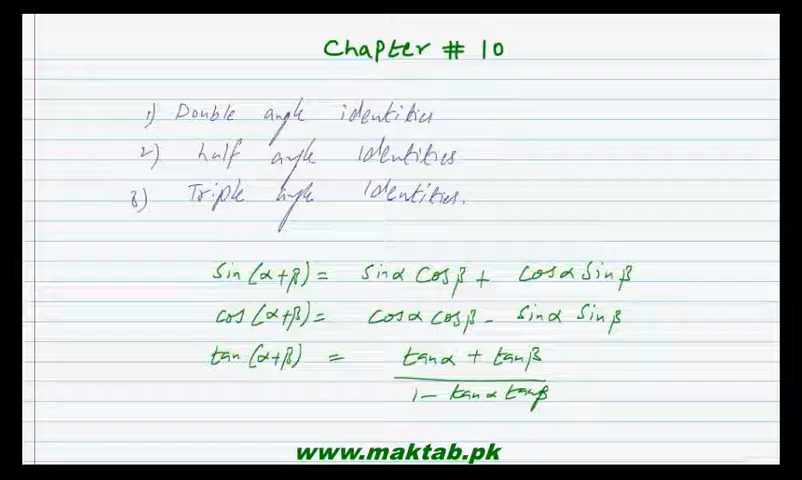 Chapter # 10
1) Double angle identities
2) half angle Identities
3) Triple angle Identities.
sin(α+β) = sinα cosβ + cosα sinβ
cos(α+β) = cosα cosβ - sinα sinβ
tan(α+β) = tanα + tanβ
1 - tanα tanβ
www.maktab.pk